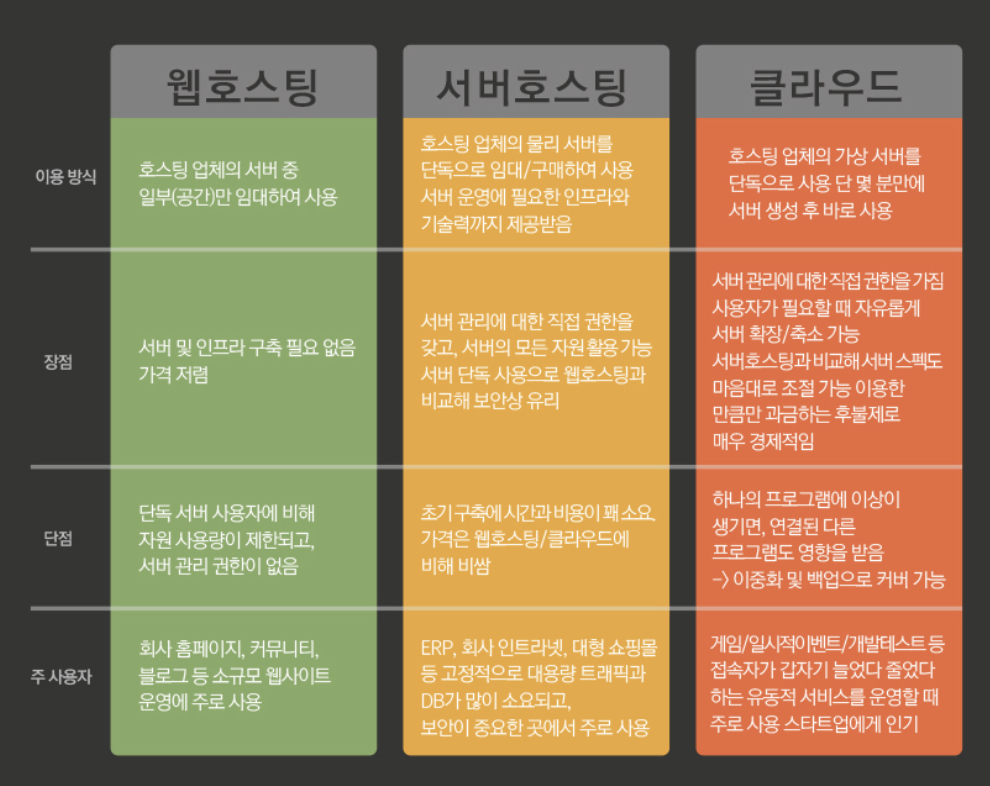 웹호스팅
서버호스팅
클라우드
이용 방식
호스팅 업체의 서버 중
일부(공간)만 임대하여 사용
호스팅 업체의 물리 서버를
단독으로 임대/구매하여 사용
서버 운영에 필요한 인프라와
기술력까지 제공받음
호스팅 업체의 가상 서버를
단독으로 사용 단 몇 분만에
서버 생성 후 바로 사용
장점
서버 및 인프라 구축 필요 없음
가격 저렴
서버 관리에 대한 직접 권한을
갖고, 서버의 모든 자원 활용 가능
서버 단독 사용으로 웹호스팅과
비교해 보안상 유리
서버 관리에 대한 직접 권한을 가짐
사용자가 필요할 때 자유롭게
서버 확장/축소 가능
서버호스팅과 비교해 서버 스펙도
마음대로 조절 가능 이용한
만큼만 과금하는 후불제로
매우 경제적임
단점
단독 서버 사용자에 비해
자원 사용량이 제한되고,
서버 관리 권한이 없음
초기 구축에 시간과 비용이 꽤 소요,
가격은 웹호스팅/클라우드에
비해 비쌈
하나의 프로그램에 이상이
생기면, 연결된 다른
프로그램도 영향을 받음
-> 이중화 및 백업으로 커버 가능
주 사용자
회사 홈페이지, 커뮤니티,
블로그 등 소규모 웹사이트
운영에 주로 사용
ERP, 회사 인트라넷, 대형 쇼핑몰
등 고정적으로 대용량 트래픽과
DB가 많이 소요되고,
보안이 중요한 곳에서 주로 사용
게임/일시적이벤트/개발테스트 등
접속자가 갑자기 늘었다 줄었다
하는 유동적 서비스를 운영할 때
주로 사용 스타트업에게 인기